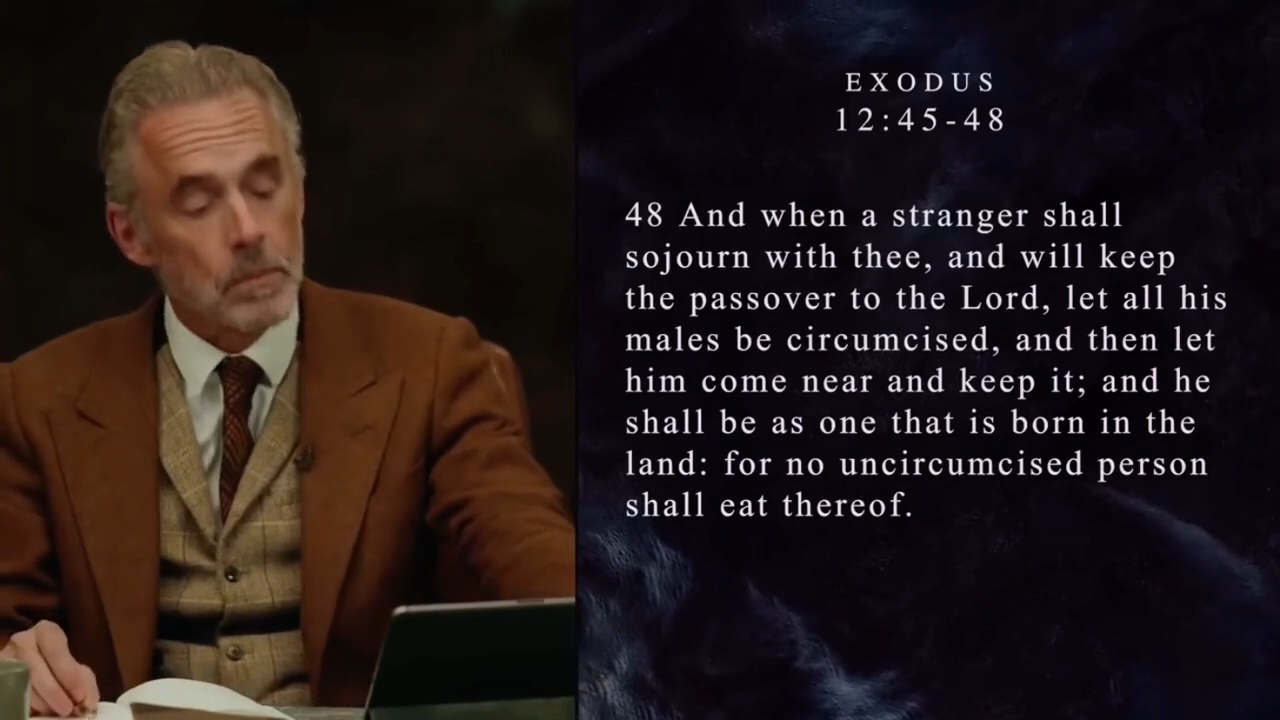 EXODUS
12:45-48
48 And when a stranger shall
sojourn with thee, and will keep
the passover to the Lord, let all his
males be circumcised, and then let
him come near and keep it; and he
shall be as one that is born in the
land: for no uncircumcised person
shall eat thereof.